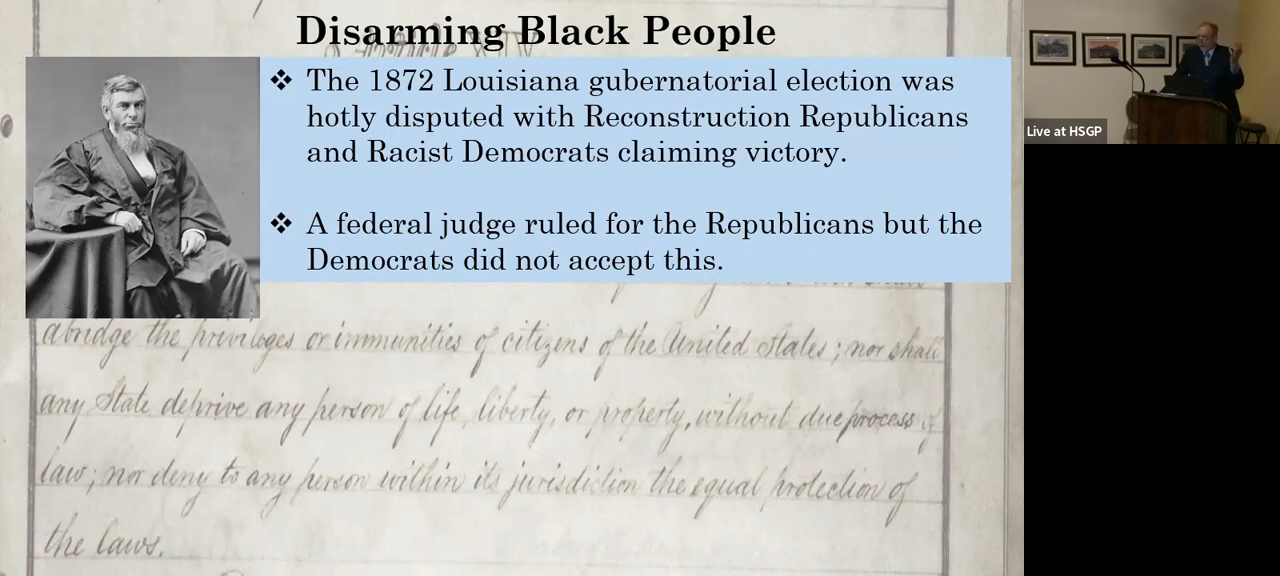 Disarming Black People
❖ The 1872 Louisiana gubernatorial election was
hotly disputed with Reconstruction Republicans
and Racist Democrats claiming victory.
❖ A federal judge ruled for the Republicans but the
Democrats did not accept this.
abridge the privileges or immunities of citizens of the United States; nor shall
any State deprive any person of life, liberty, or property, without due process of
law; nor deny to any person within its jurisdiction the equal protection of
the laws.
Live at HSGP